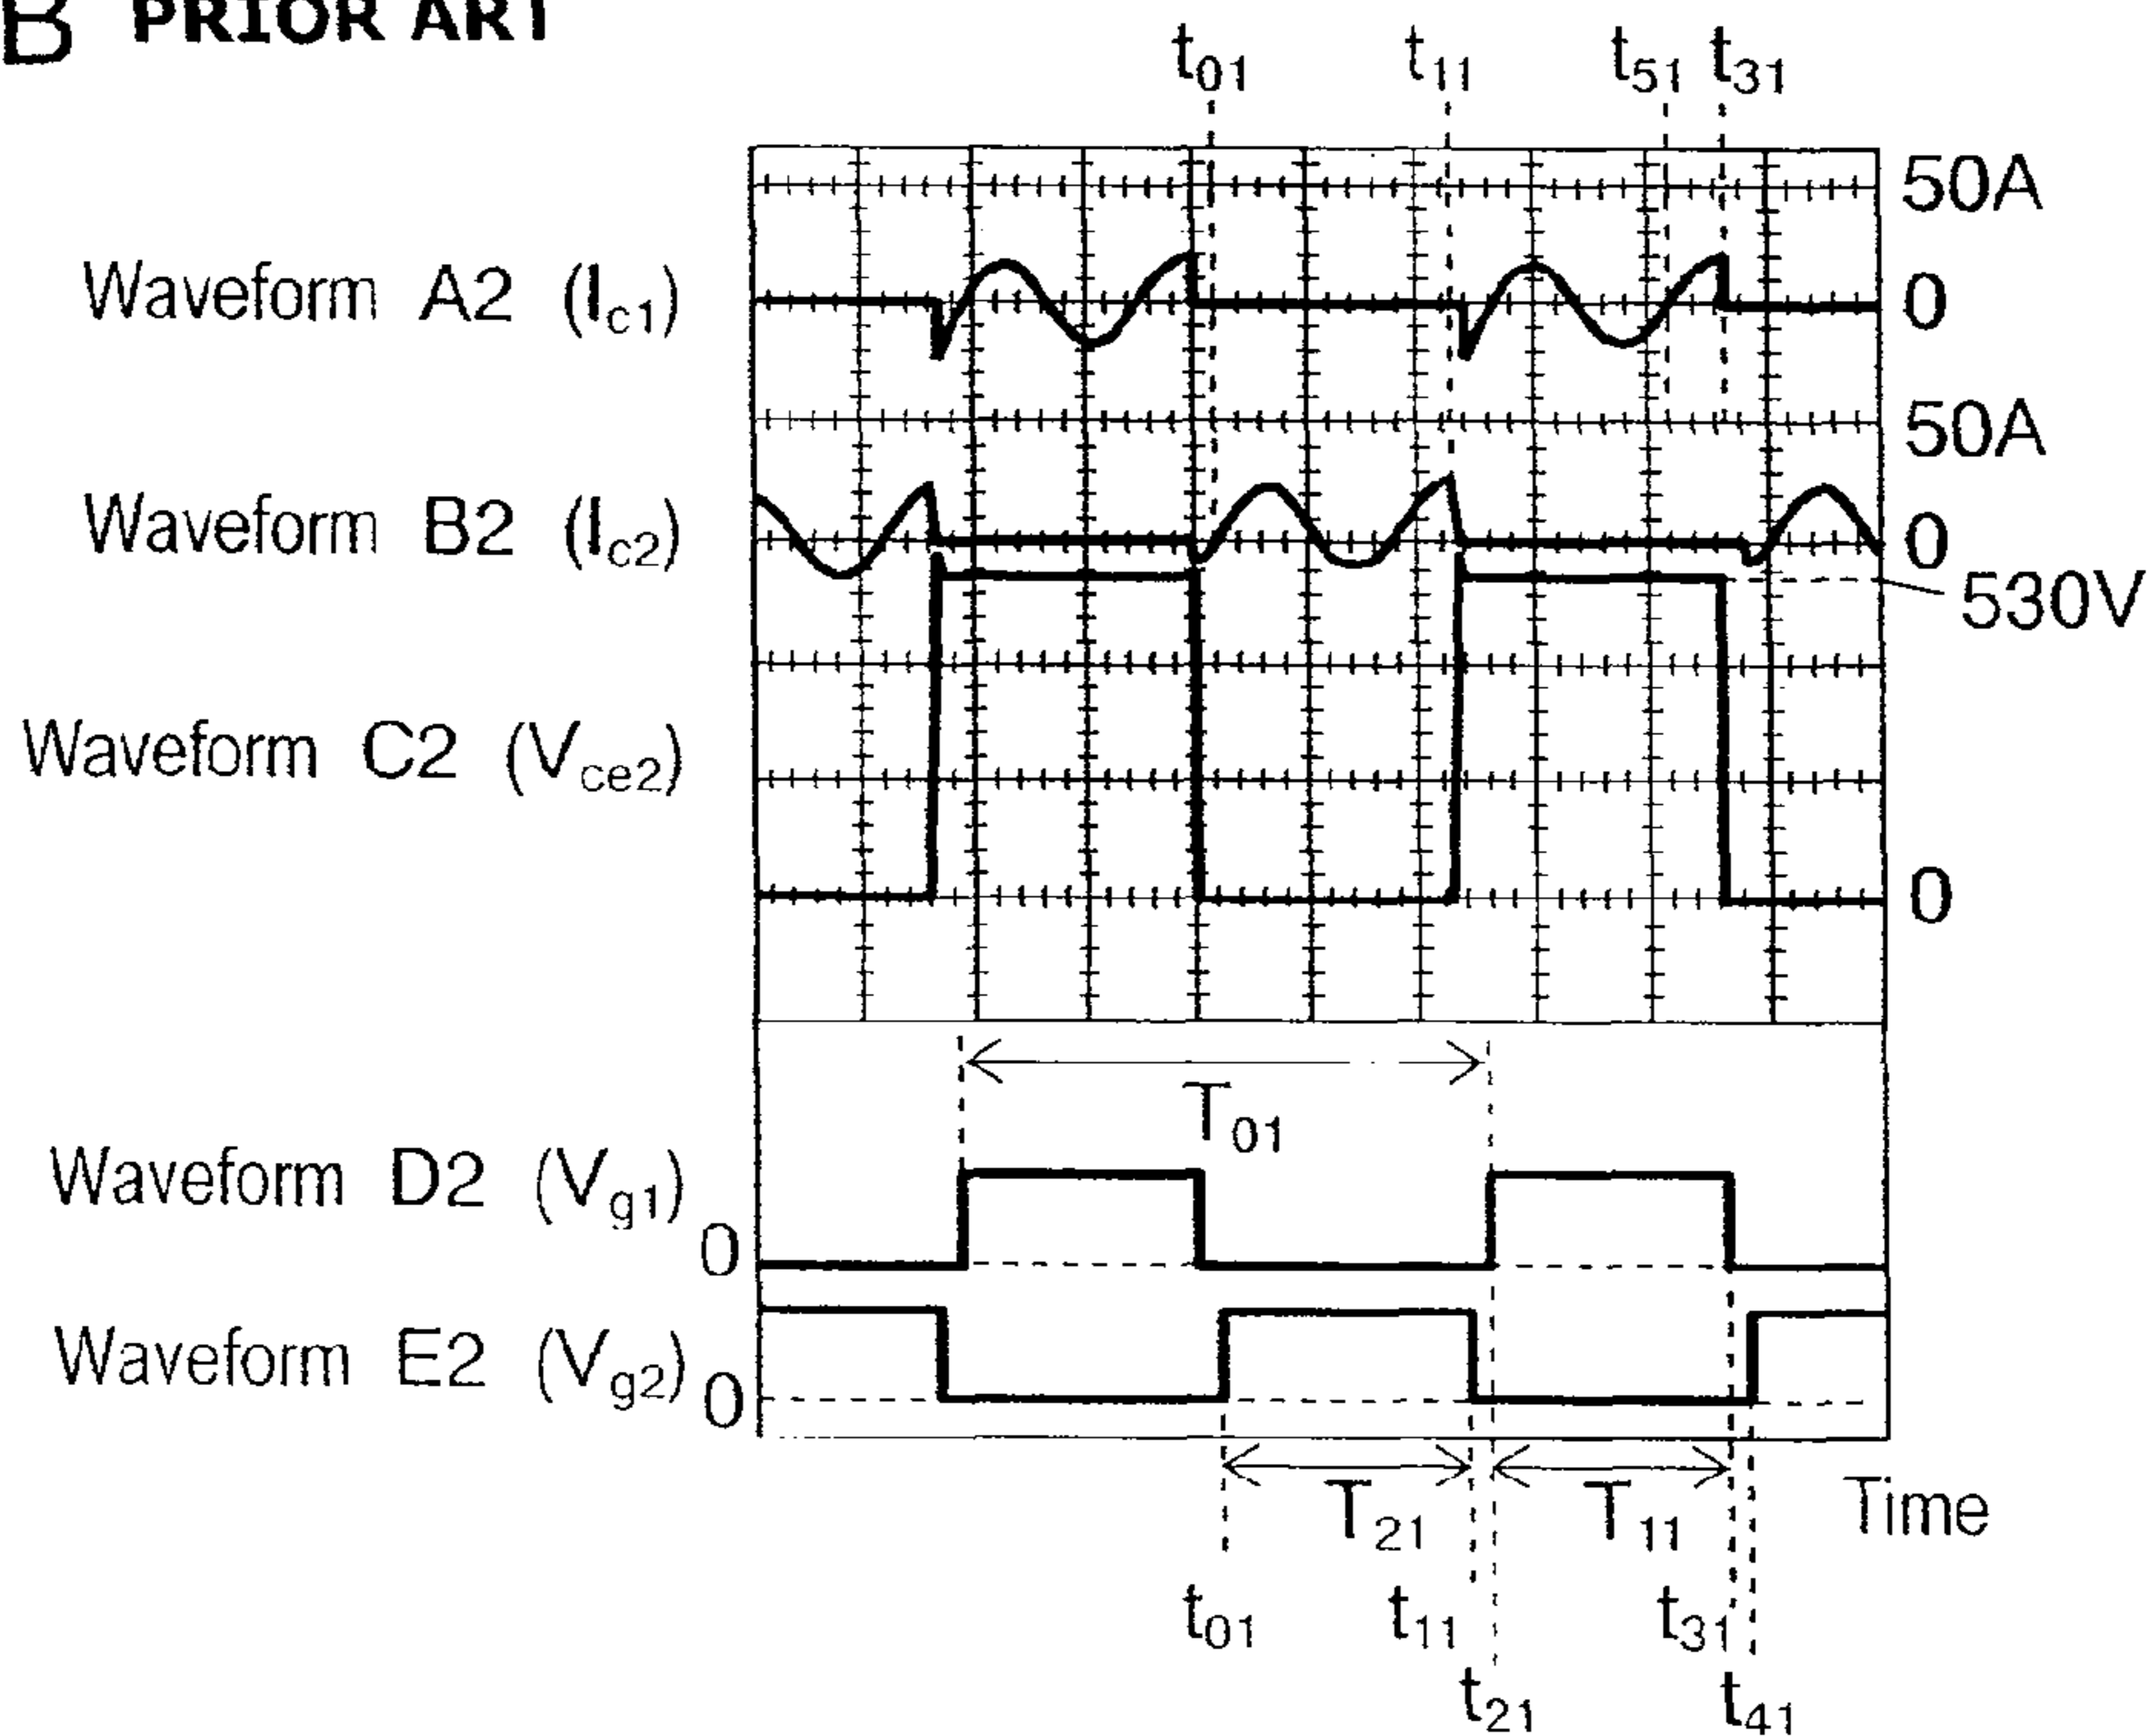 B PRIOR ART
t01 t11 t51 t31
50A
Waveform A2 (Ic1) 0
50A
Waveform B2 (Ic2) 0
530V
Waveform C2 (Vce2)
0
T01
Waveform D2 (Vg1)
0
Waveform E2 (Vg2)
0
T21 T11 Time
t01 t11 t31
t21 t41